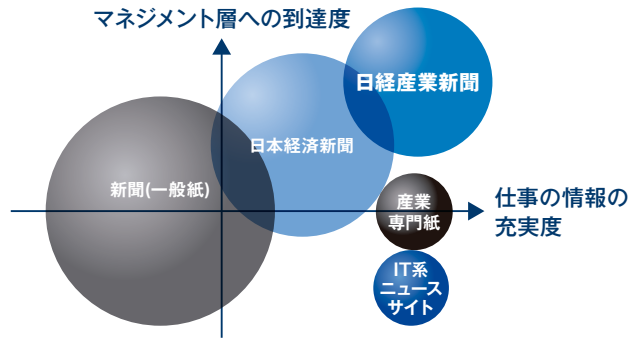 マネジメント層への到達度
日経産業新聞
日本経済新聞
新聞(一般紙)
産業
専門紙
仕事の情報の
充実度
IT系
ニュース
サイト